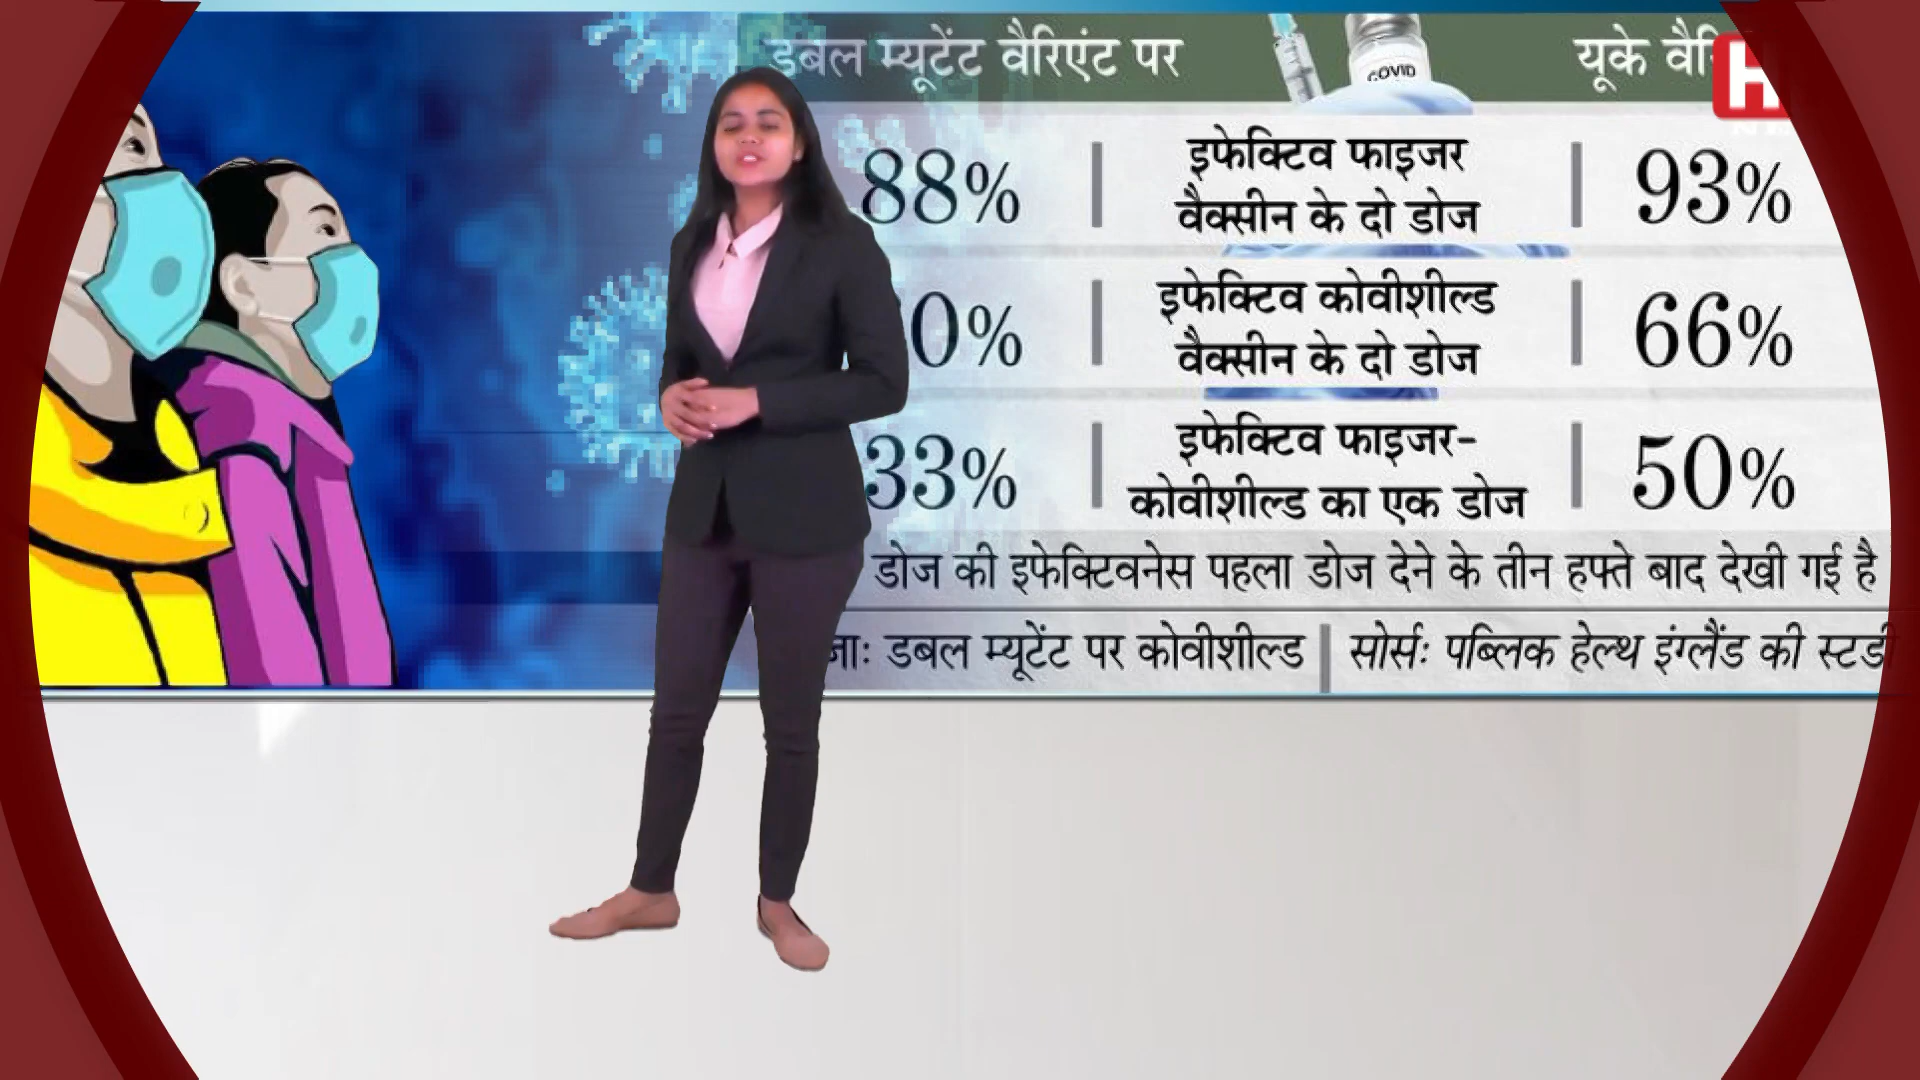 डबल म्यूटेंट वैरिएंट पर
यूके
COVID
88%
इफेक्टिव फाइजर
वैक्सीन के दो डोज
93%
इफेक्टिव कोवीशील्ड
वैक्सीन के दो डोज
66%
33%
इफेक्टिव फाइजर-
कोवीशील्ड का एक डोज
50%
डोज की इफेक्टिवनेस पहला डोज देने के तीन हफ्ते बाद देखी गई है
डबल म्यूटेंट पर कोवीशील्ड
सोर्सः पब्लिक हेल्थ इंग्लैंड की स्टडी